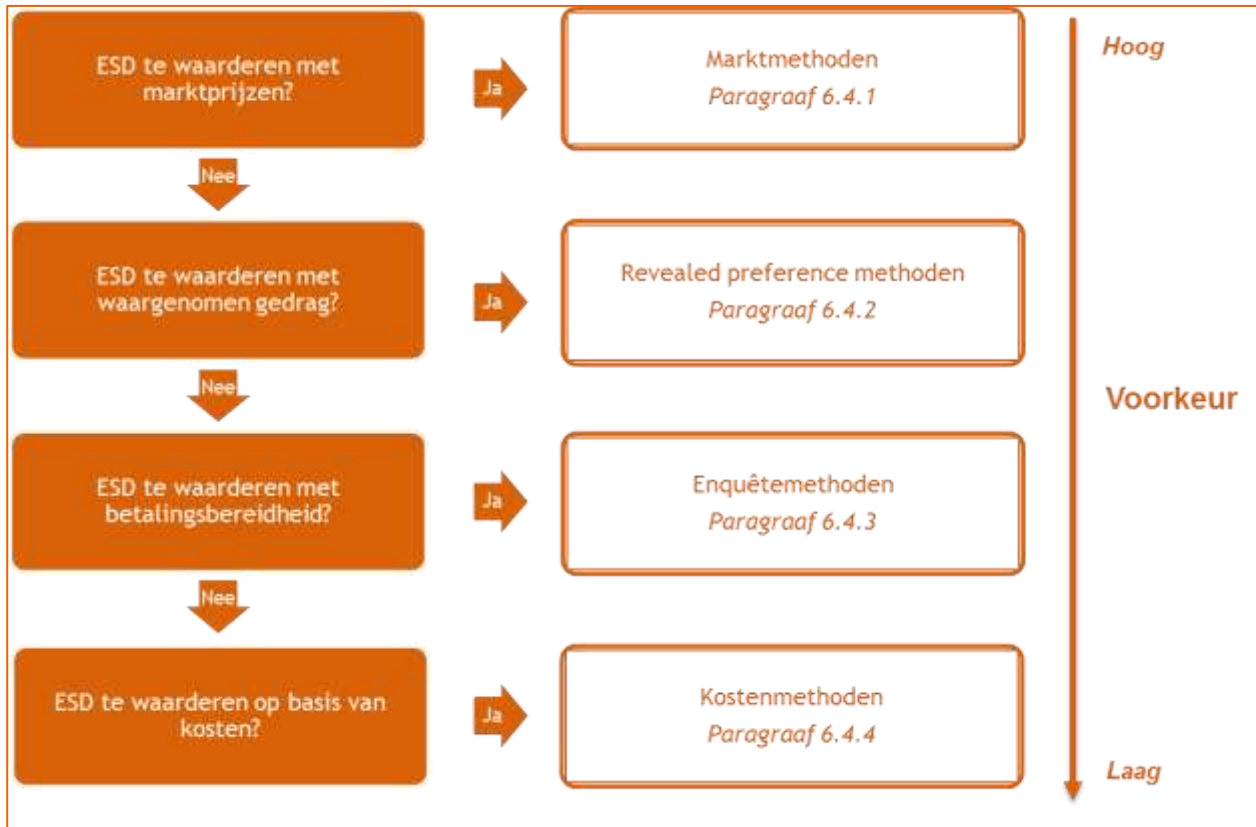 ESD te waarderen met
marktprijzen?
Ja
Marktmethoden
Paragraaf 6.4.1
Hoog
Nee
ESD te waarderen met
waargenomen gedrag?
Ja
Revealed preference methoden
Paragraaf 6.4.2
Nee
Voorkeur
ESD te waarderen met
betalingsbereidheid?
Ja
Enquêtemethoden
Paragraaf 6.4.3
Nee
ESD te waarderen op basis van
kosten?
Ja
Kostenmethoden
Paragraaf 6.4.4
Laag